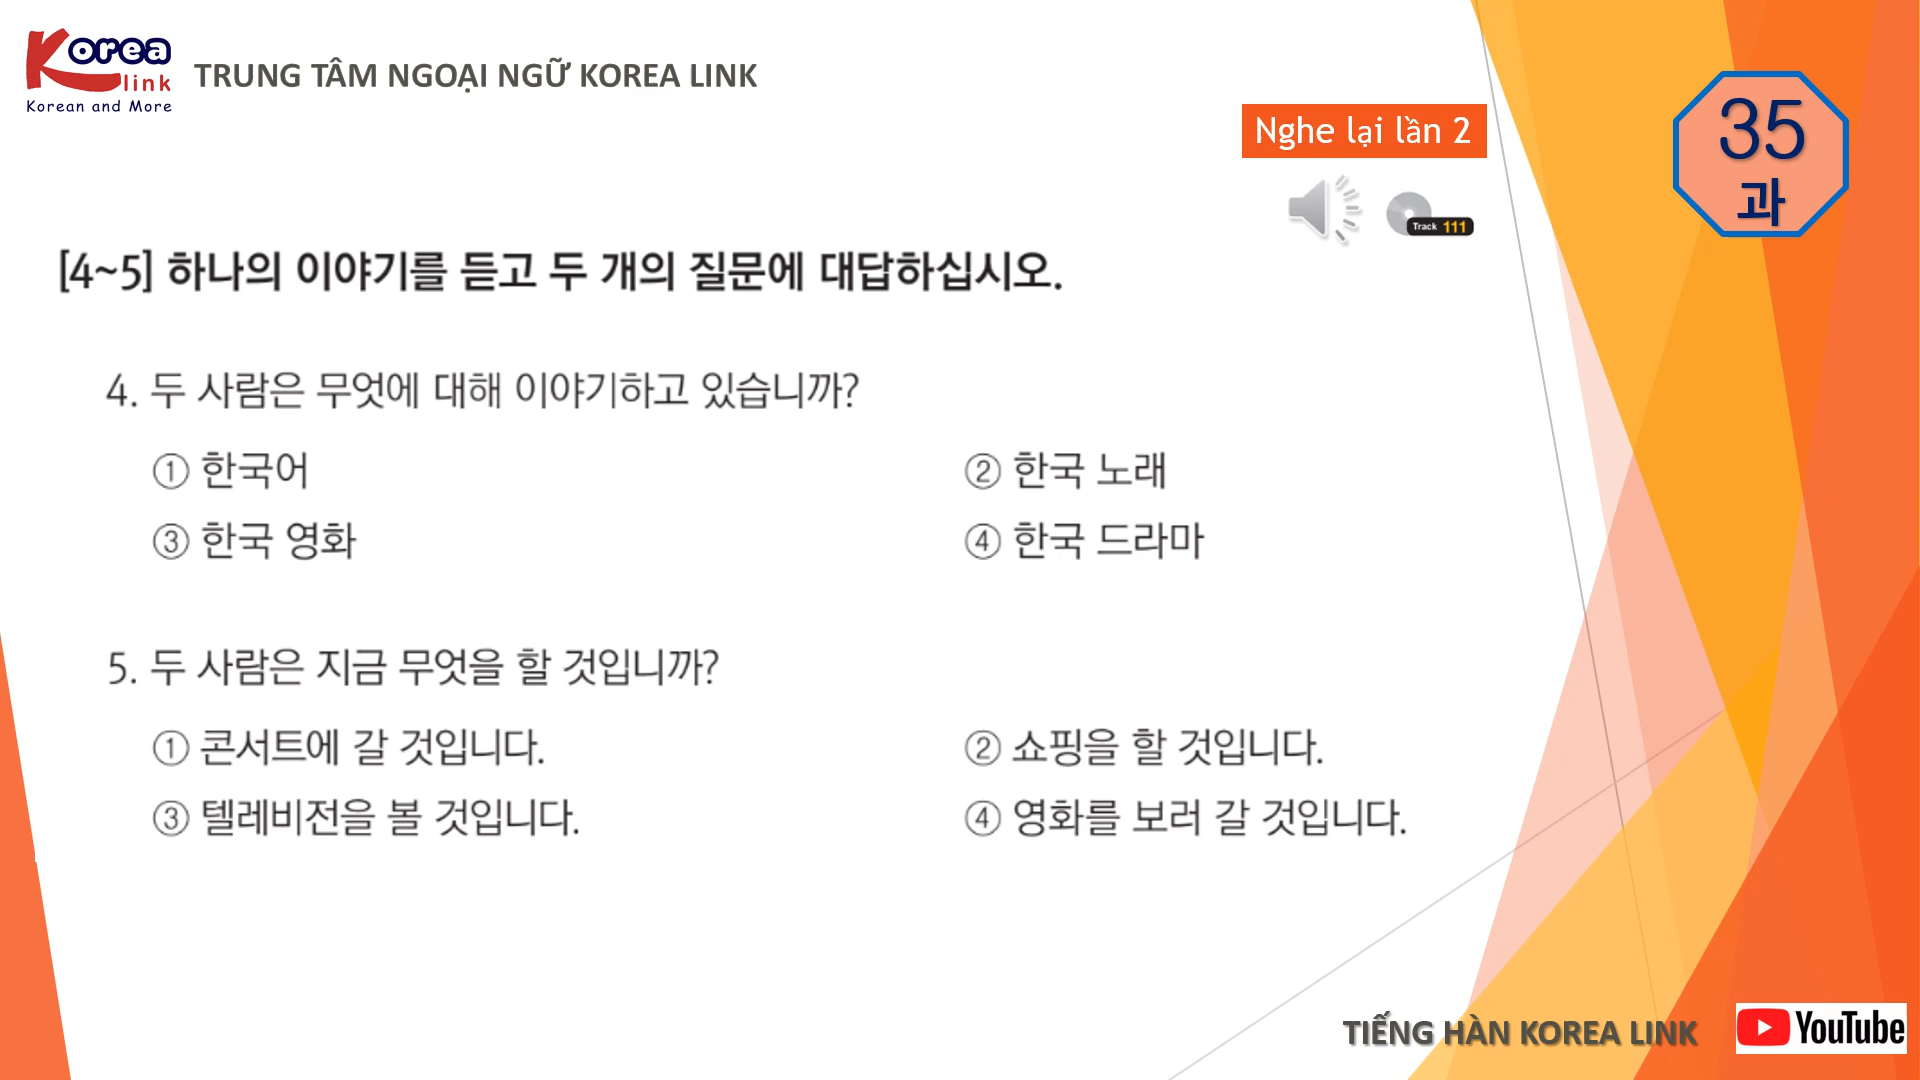 Korea
link
Korean and More
TRUNG TÂM NGOẠI NGỮ KOREA LINK
Nghe lại lần 2
35
과
Track 111
[4~5] 하나의 이야기를 듣고 두 개의 질문에 대답하십시오.
4. 두 사람은 무엇에 대해 이야기하고 있습니까?
① 한국어
② 한국 노래
③ 한국 영화
④ 한국 드라마
5. 두 사람은 지금 무엇을 할 것입니까?
① 콘서트에 갈 것입니다.
② 쇼핑을 할 것입니다.
③ 텔레비전을 볼 것입니다.
④ 영화를 보러 갈 것입니다.
TIẾNG HÀN KOREA LINK
YouTube